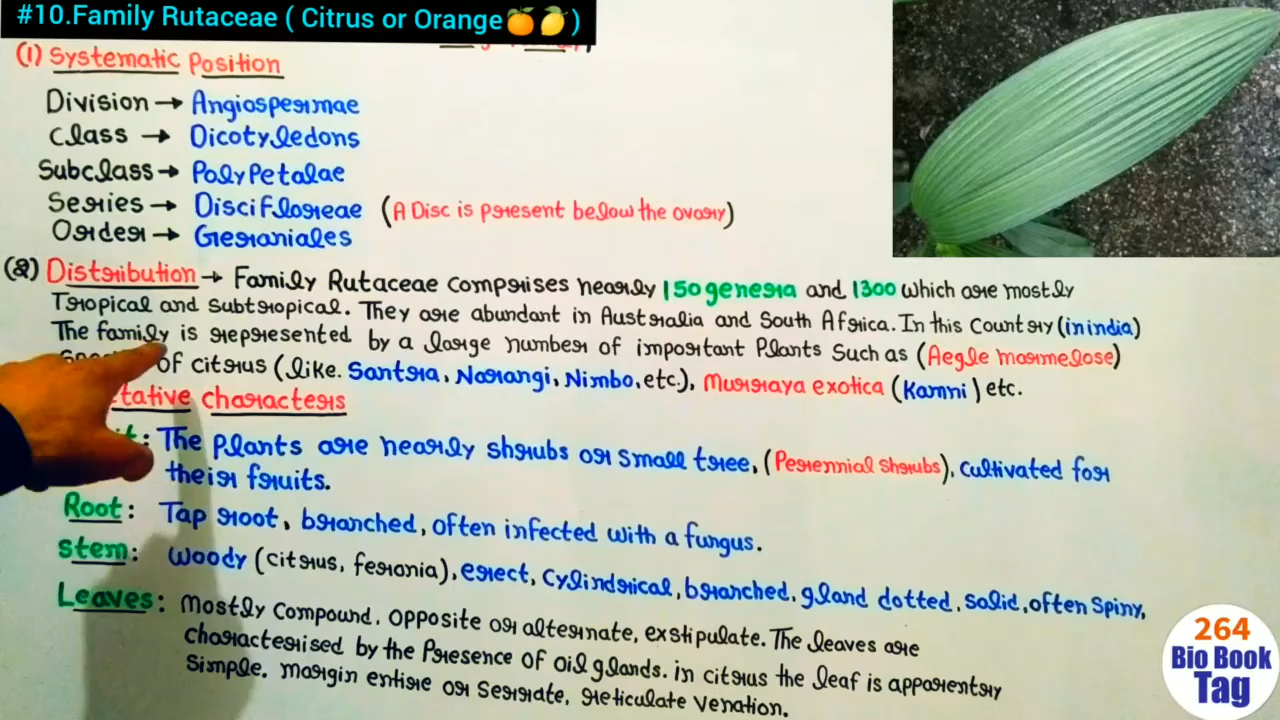 #10.Family Rutaceae ( Citrus or Orange🍊🍋 )
(1) Systematic Position
Division → Angiospermae
Class → Dicotyledons
Subclass → Polypetalae
Series → Discifloreae (A Disc is present below the ovary)
Order → Geraniales
(2) Distribution → Family Rutaceae comprises nearly 150 genera and 1300 which are mostly
Tropical and subtropical. They are abundant in Australia and South Africa. In this Country (in india)
The family is represented by a large number of important Plants such as (Aegle marmelose)
of citrus (like. Santra, Narangi, Nimbo, etc.), Murraya exotica (Kamni) etc.
tative characters
t: The plants are nearly shrubs or small tree, (Perennial shrubs), cultivated for
their fruits.
Root: Tap root, branched, often infected with a fungus.
Stem: woody (citrus, feronia), erect, cylindrical, branched, gland dotted, solid, often spiny,
Leaves: Mostly compound, opposite or alternate, exstipulate. The leaves are
characterised by the Presence of oil glands. in citrus the leaf is apparentry
Simple. margin entire or serrate, reticulate venation.
264
Bio Book
Tag